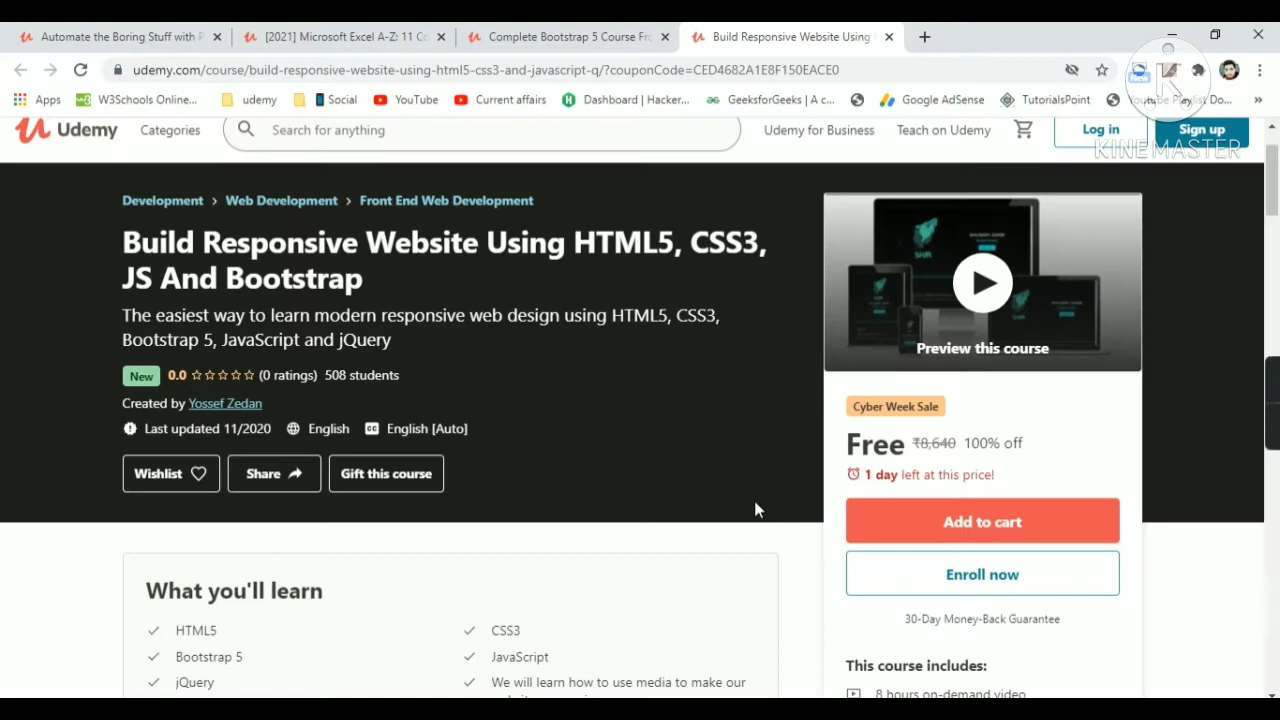 Automate the Boring Stuff with P
[2021] Microsoft Excel A-Z: 11 Co
Complete Bootstrap 5 Course Fro
Build Responsive Website Using
udemy.com/course/build-responsive-website-using-html5-css3-and-javascript-q/?couponCode=CED4682A1E8F150EACE0
Apps W3Schools Online... udemy Social YouTube Current affairs Dashboard | Hacker... GeeksforGeeks | A c... Google AdSense TutorialsPoint Youtube Playlist Do... »
Udemy Categories Search for anything Udemy for Business Teach on Udemy Log in Sign up
KINEMASTER
Development > Web Development > Front End Web Development
Build Responsive Website Using HTML5, CSS3,
JS And Bootstrap
The easiest way to learn modern responsive web design using HTML5, CSS3,
Bootstrap 5, JavaScript and jQuery
New 0.0 (0 ratings) 508 students
Created by Yossef Zedan
Last updated 11/2020 English CC English [Auto]
Wishlist Share Gift this course
SHIR
Preview this course
Cyber Week Sale
Free ₹8,640 100% off
1 day left at this price!
Add to cart
Enroll now
30-Day Money-Back Guarantee
This course includes:
8 hours on-demand video
What you'll learn
HTML5 CSS3
Bootstrap 5 JavaScript
jQuery We will learn how to use media to make our